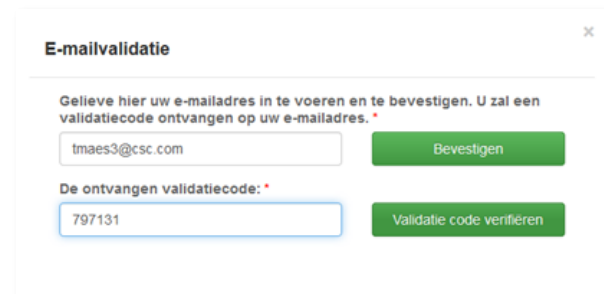 ×
E-mailvalidatie
Gelieve hier uw e-mailadres in te voeren en te bevestigen. U zal een
validatiecode ontvangen op uw e-mailadres. *
tmaes3@csc.com
Bevestigen
De ontvangen validatiecode: *
797131
Validatie code verifiëren